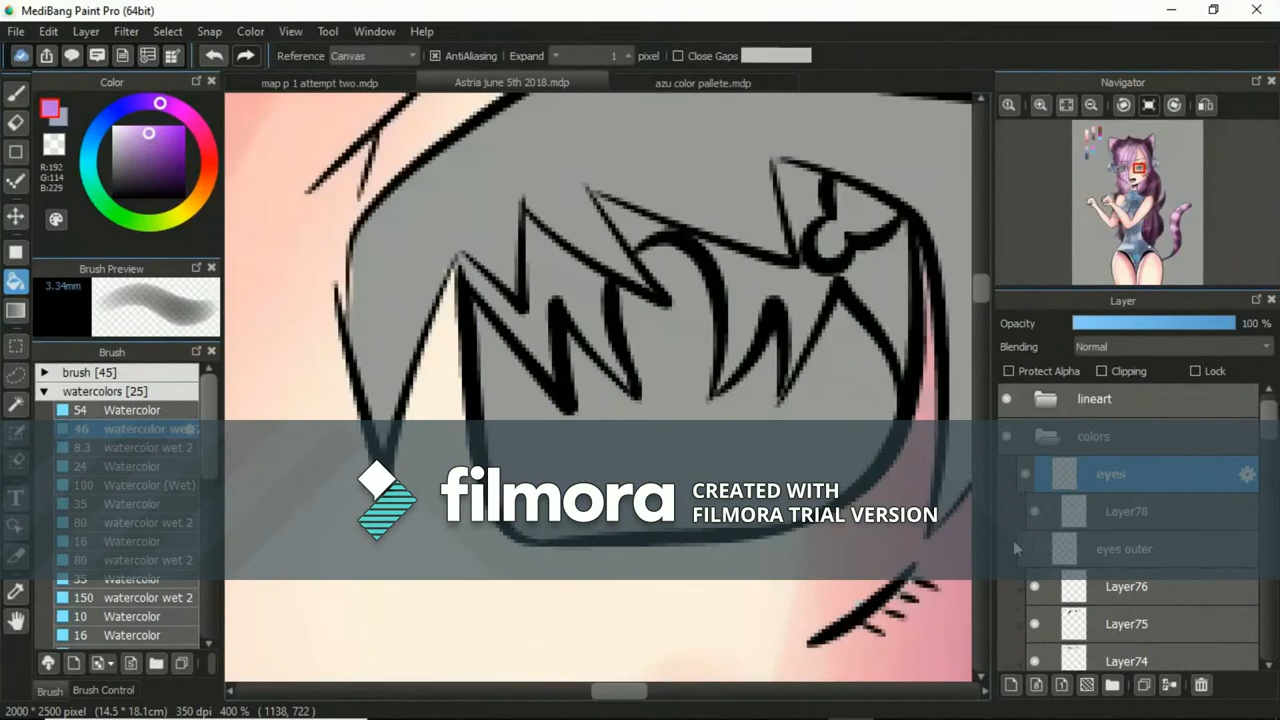 MediBang Paint Pro (64bit)
File Edit Layer Filter Select Snap Color View Tool Window Help
Reference Canvas AntiAliasing Expand 1 pixel Close Gaps
Color
map p 1 attempt two.mdp Astria june 5th 2018.mdp azu color pallete.mdp
Navigator
R:192
G:114
B:229
Brush Preview
3.34mm
Layer
Opacity 100 %
Blending Normal
Protect Alpha Clipping Lock
Brush
brush [45]
watercolors [25]
54 Watercolor
46 watercolor wet 2
8.3 watercolor wet 2
24 Watercolor
100 Watercolor (Wet)
35 Watercolor
80 watercolor wet 2
16 Watercolor
80 watercolor wet 2
35 Watercolor
150 watercolor wet 2
10 Watercolor
16 Watercolor
lineart
colors
eyes
Layer78
eyes outer
Layer76
Layer75
Layer74
filmora CREATED WITH
FILMORA TRIAL VERSION
Brush Brush Control
2000 * 2500 pixel (14.5 * 18.1cm) 350 dpi 400 % ( 1138, 722 )